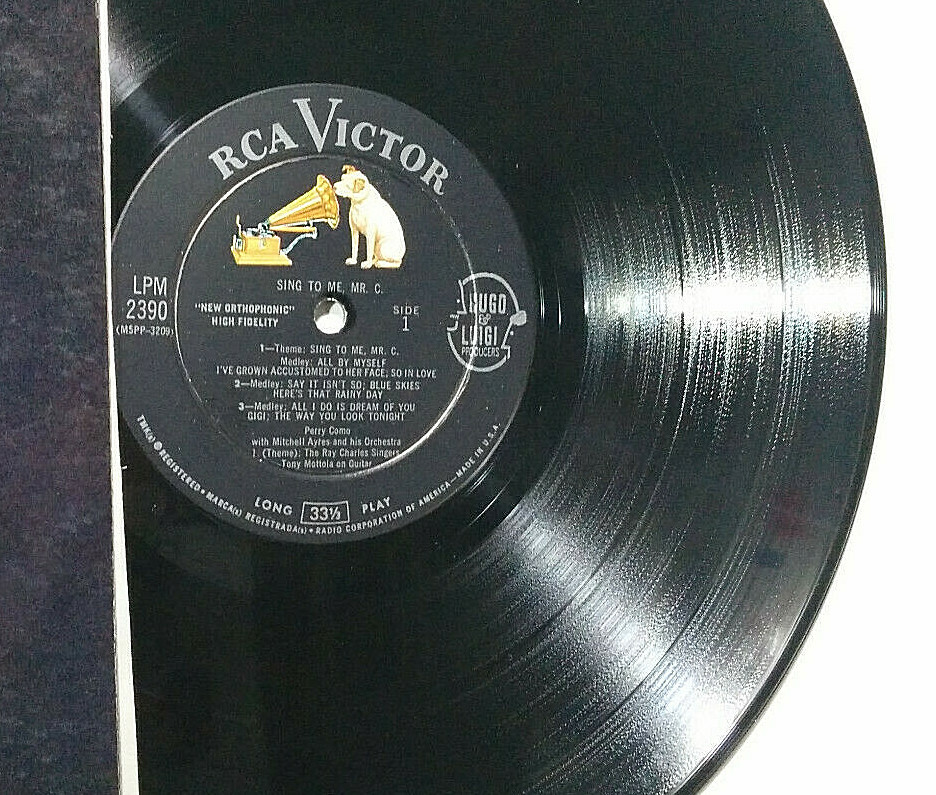 RCA VICTOR
SING TO ME, MR. C.
LPM
2390
(M5PP-3209)
"NEW ORTHOPHONIC"
HIGH FIDELITY
SIDE
1
HUGO
&
LUIGI
PRODUCERS
1—Theme: SING TO ME, MR. C.
Medley: ALL BY MYSELF
I'VE GROWN ACCUSTOMED TO HER FACE; SO IN LOVE
2—Medley: SAY IT ISN'T SO; BLUE SKIES
HERE'S THAT RAINY DAY
3—Medley: ALL I DO IS DREAM OF YOU
GIGI; THE WAY YOU LOOK TONIGHT
Perry Como
with Mitchell Ayres and his Orchestra
1. (Theme): The Ray Charles Singers
Tony Mottola on Guitar
LONG 33⅓ PLAY
TMK(s) ® REGISTERED • MARCA(s) REGISTRADA(s) • RADIO CORPORATION OF AMERICA—MADE IN U.S.A.